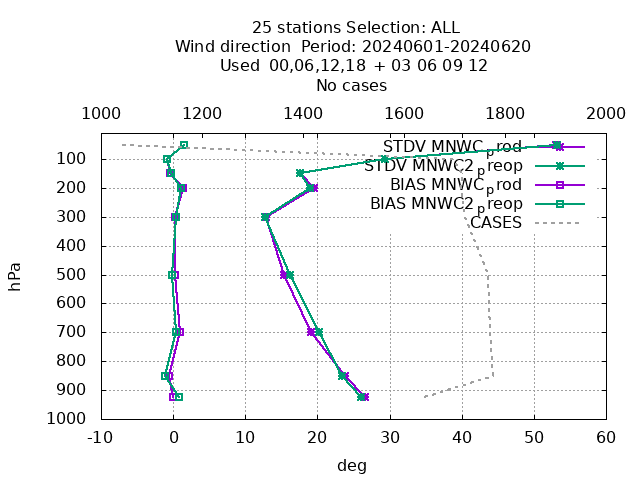 25 stations Selection: ALL
Wind direction  Period: 20240601-20240620
Used  00,06,12,18 + 03 06 09 12
No cases
1000 1200 1400 1600 1800 2000
STDV MNWC_prod
STDV MNWC2_preop
BIAS MNWC_prod
BIAS MNWC2_preop
CASES
100
200
300
400
500
600
700
800
900
1000
hPa
-10 0 10 20 30 40 50 60
deg